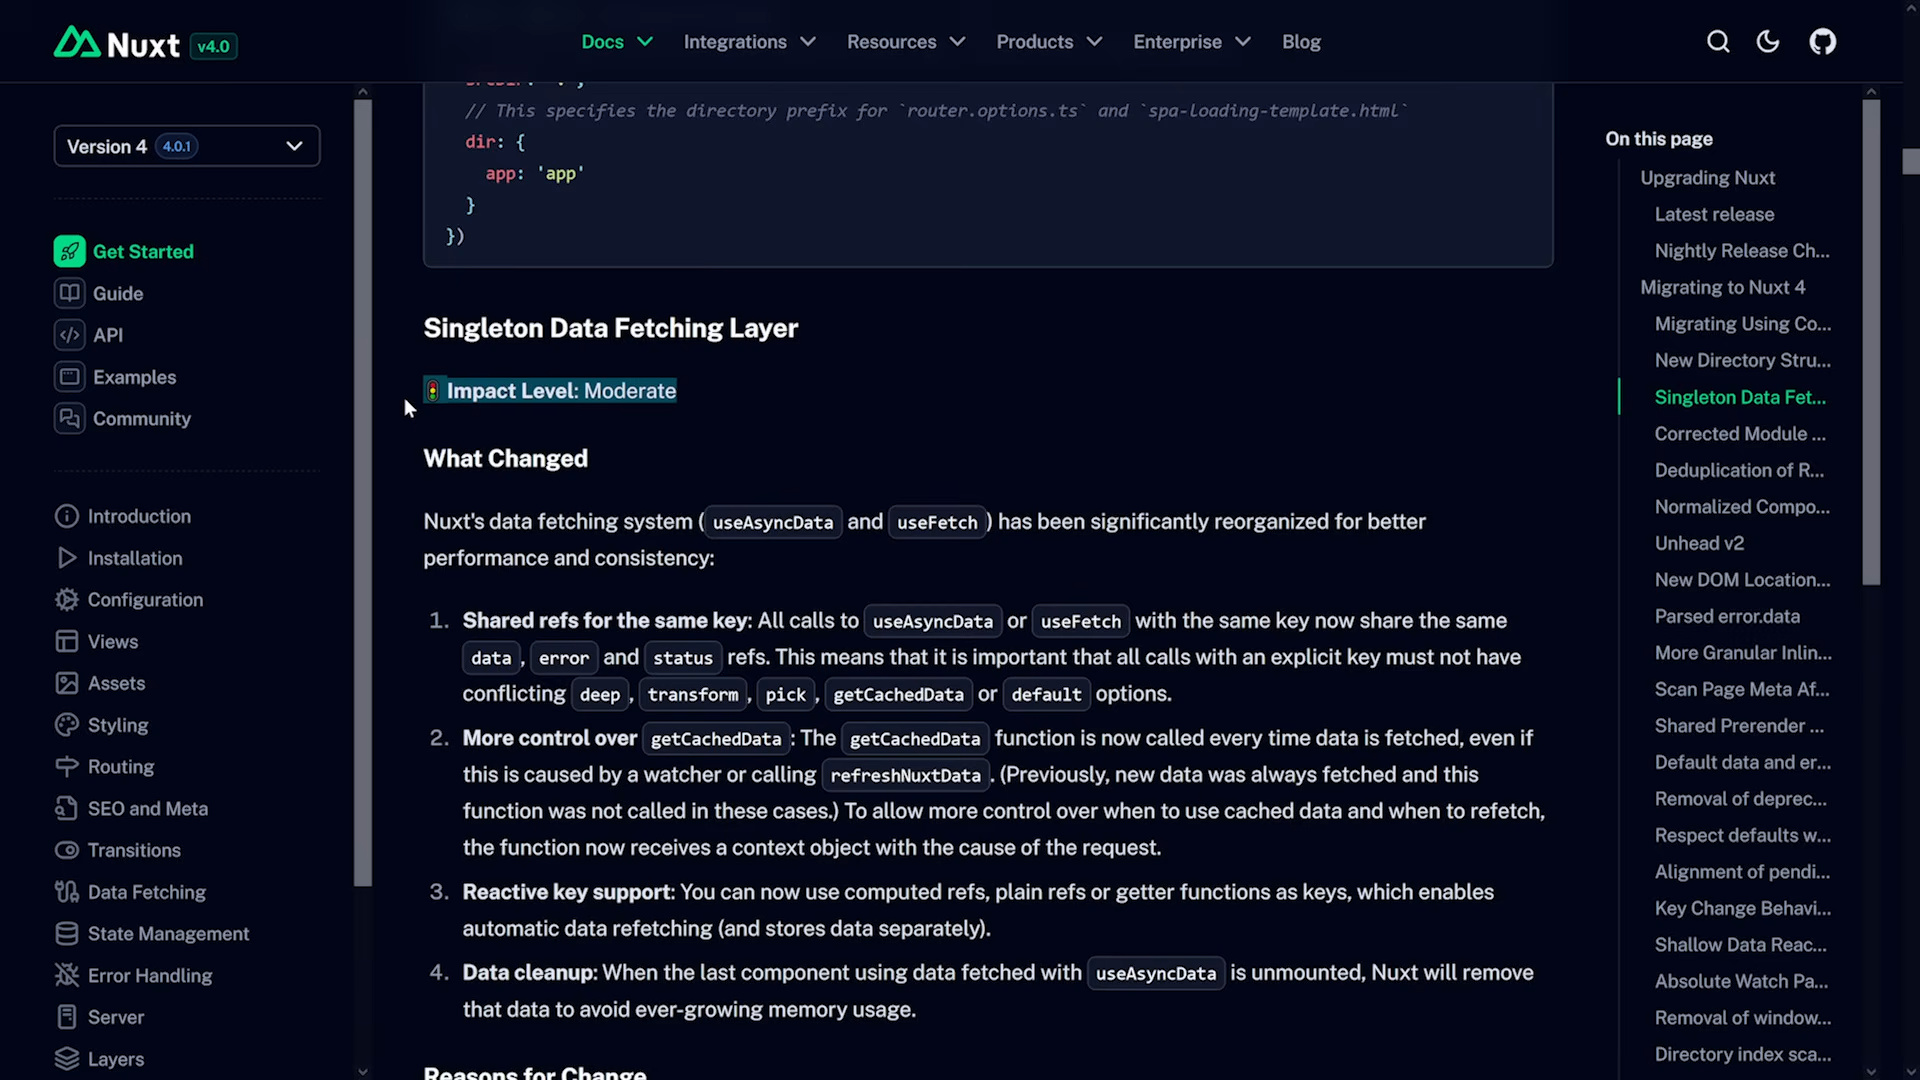 Nuxt v4.0
Docs
Integrations
Resources
Products
Enterprise
Blog
Version 4 4.0.1
Get Started
Guide
API
Examples
Community
Introduction
Installation
Configuration
Views
Assets
Styling
Routing
SEO and Meta
Transitions
Data Fetching
State Management
Error Handling
Server
Layers
// This specifies the directory prefix for `router.options.ts` and `spa-loading-template.html`
dir: {
app: 'app'
}
})
Singleton Data Fetching Layer
🚦 Impact Level: Moderate
What Changed
Nuxt's data fetching system ( useAsyncData and useFetch ) has been significantly reorganized for better
performance and consistency:
1. Shared refs for the same key: All calls to useAsyncData or useFetch with the same key now share the same
data , error and status refs. This means that it is important that all calls with an explicit key must not have
conflicting deep , transform , pick , getCachedData or default options.
2. More control over getCachedData : The getCachedData function is now called every time data is fetched, even if
this is caused by a watcher or calling refreshNuxtData . (Previously, new data was always fetched and this
function was not called in these cases.) To allow more control over when to use cached data and when to refetch,
the function now receives a context object with the cause of the request.
3. Reactive key support: You can now use computed refs, plain refs or getter functions as keys, which enables
automatic data refetching (and stores data separately).
4. Data cleanup: When the last component using data fetched with useAsyncData is unmounted, Nuxt will remove
that data to avoid ever-growing memory usage.
Reasons for Change
On this page
Upgrading Nuxt
Latest release
Nightly Release Ch...
Migrating to Nuxt 4
Migrating Using Co...
New Directory Stru...
Singleton Data Fet...
Corrected Module ...
Deduplication of R...
Normalized Compo...
Unhead v2
New DOM Location...
Parsed error.data
More Granular Inlin...
Scan Page Meta Af...
Shared Prerender ...
Default data and er...
Removal of deprec...
Respect defaults w...
Alignment of pendi...
Key Change Behavi...
Shallow Data Reac...
Absolute Watch Pa...
Removal of window...
Directory index sca...